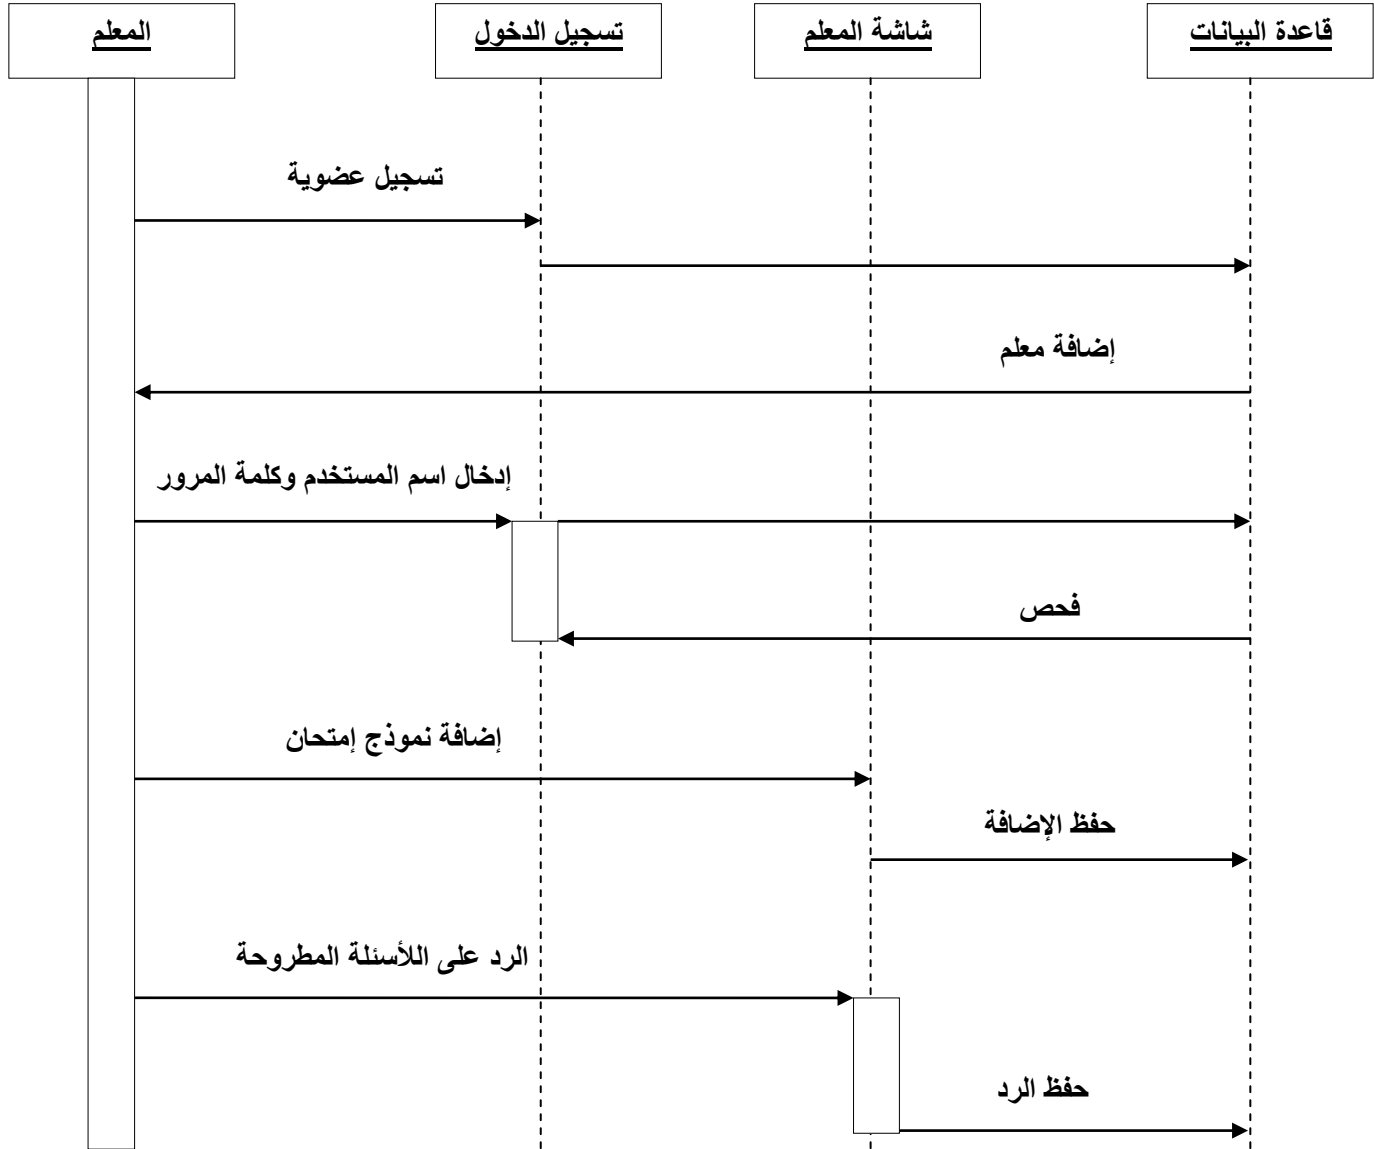 المعلم
تسجيل الدخول
شاشة المعلم
قاعدة البيانات
تسجيل عضوية
إضافة معلم
إدخال اسم المستخدم وكلمة المرور
فحص
إضافة نموذج إمتحان
حفظ الإضافة
الرد على اللأسئلة المطروحة
حفظ الرد